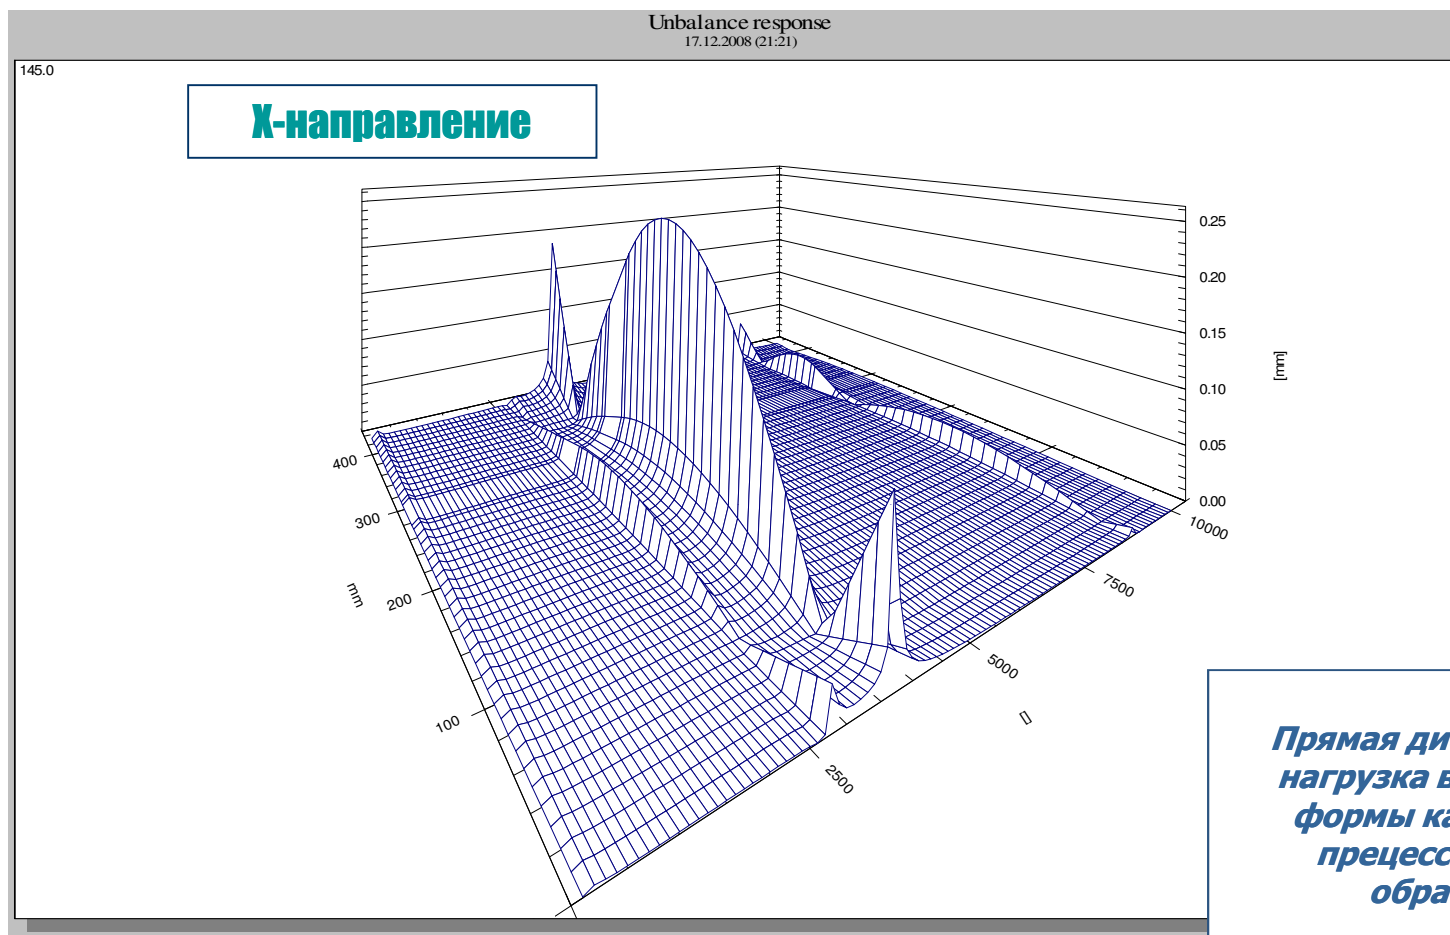 Unbalance response
17.12.2008 (21:21)
145.0
X-направление
0.25
0.20
0.15
0.10
0.05
0.00
[mm]
400
300
200
100
mm
10000
7500
5000
2500
[]
Прямая ди
нагрузка в
формы ка
прецесс
обра